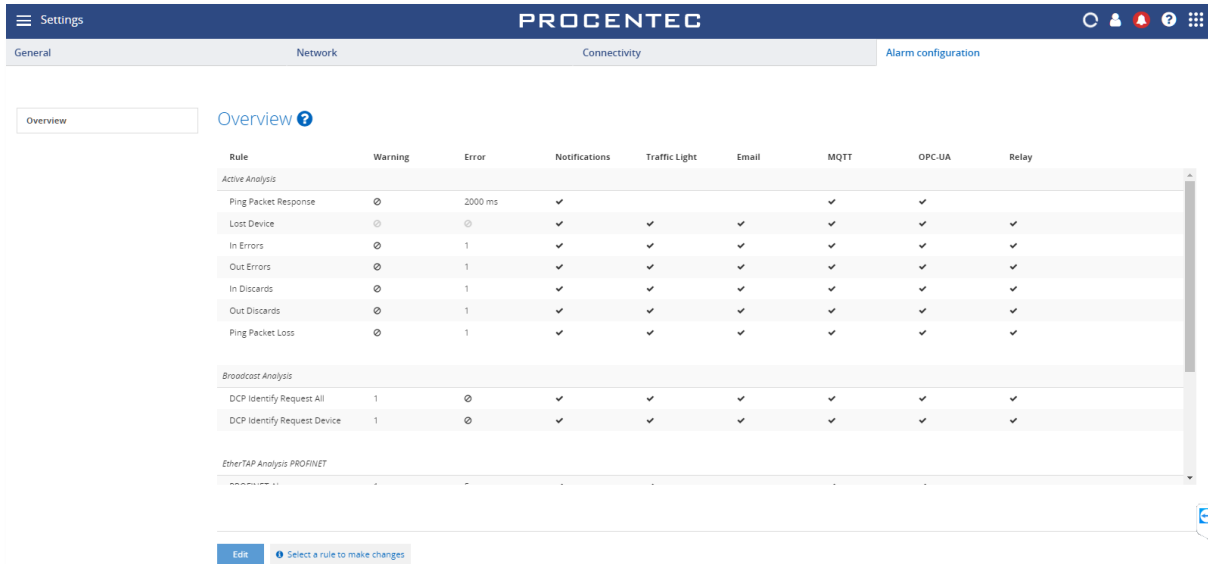 Settings PROCENTEC
General Network Connectivity Alarm configuration
Overview
Overview
Rule Warning Error Notifications Traffic Light Email MQTT OPC-UA Relay
Active Analysis
Ping Packet Response 2000 ms
Lost Device
In Errors 1
Out Errors 1
In Discards 1
Out Discards 1
Ping Packet Loss 1
Broadcast Analysis
DCP Identify Request All 1
DCP Identify Request Device 1
EtherTAP Analysis PROFINET
Edit Select a rule to make changes